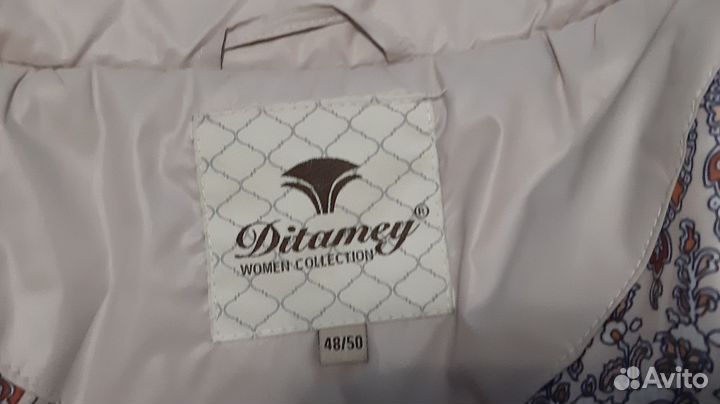 Ditamey®
WOMEN COLLECTION
48/50
Avito